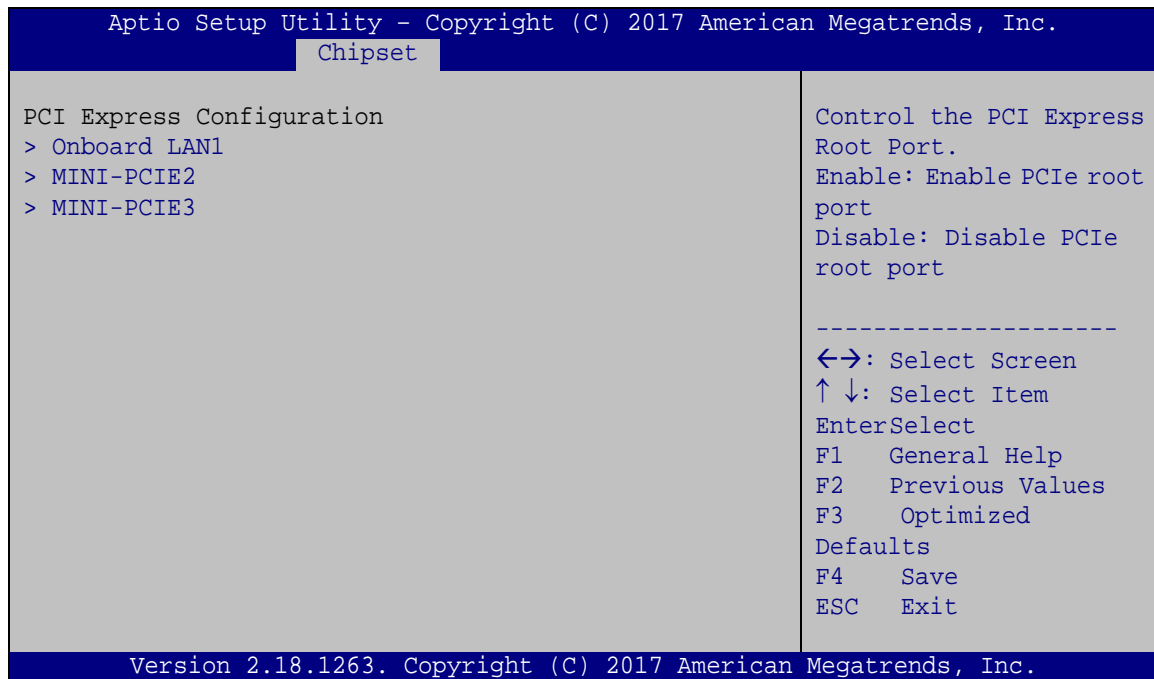 Aptio Setup Utility – Copyright (C) 2017 American Megatrends, Inc.
Chipset
PCI Express Configuration
> Onboard LAN1
> MINI-PCIE2
> MINI-PCIE3
Control the PCI Express
Root Port.
Enable: Enable PCIe root
port
Disable: Disable PCIe
root port
---------------------
←→: Select Screen
↑ ↓: Select Item
EnterSelect
F1 General Help
F2 Previous Values
F3 Optimized
Defaults
F4 Save
ESC Exit
Version 2.18.1263. Copyright (C) 2017 American Megatrends, Inc.